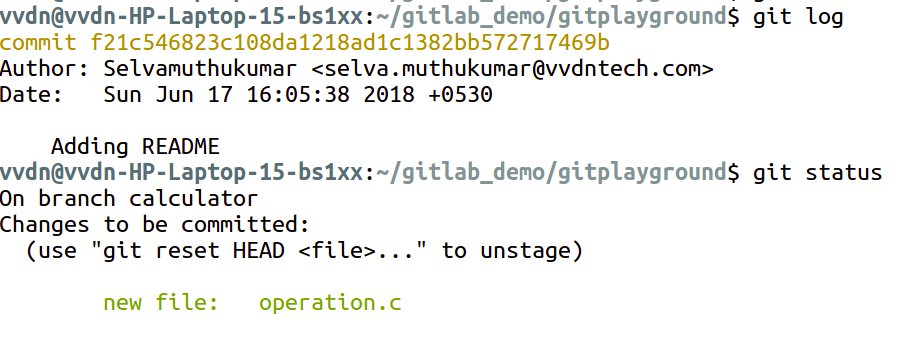 vvdn@vvdn-HP-Laptop-15-bs1xx:~/gitlab_demo/gitplayground$ git log
commit f21c546823c108da1218ad1c1382bb572717469b
Author: Selvamuthukumar <selva.muthukumar@vvdntech.com>
Date:   Sun Jun 17 16:05:38 2018 +0530
    Adding README
vvdn@vvdn-HP-Laptop-15-bs1xx:~/gitlab_demo/gitplayground$ git status
On branch calculator
Changes to be committed:
  (use "git reset HEAD <file>..." to unstage)
        new file:   operation.c